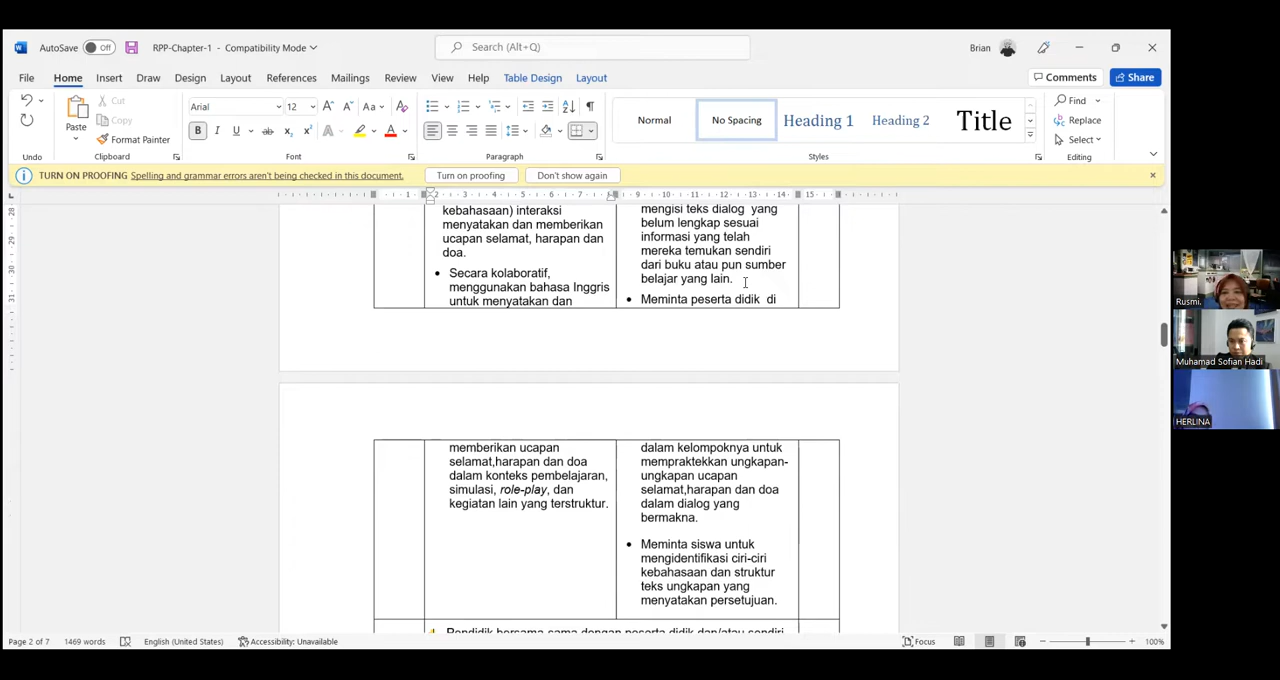 AutoSave Off RPP-Chapter-1 - Compatibility Mode Search (Alt+Q) Brian
File Home Insert Draw Design Layout References Mailings Review View Help Table Design Layout Comments Share
Cut
Copy
Paste
Format Painter
Arial 12
Normal No Spacing Heading 1 Heading 2 Title
Find
Replace
Select
Undo Clipboard Font Paragraph Styles Editing
TURN ON PROOFING Spelling and grammar errors aren't being checked in this document. Turn on proofing Don't show again
kebahasaan) interaksi
menyatakan dan memberikan
ucapan selamat, harapan dan
doa.
• Secara kolaboratif,
menggunakan bahasa Inggris
untuk menyatakan dan
mengisi teks dialog yang
belum lengkap sesuai
informasi yang telah
mereka temukan sendiri
dari buku atau pun sumber
belajar yang lain.
• Meminta peserta didik di
memberikan ucapan
selamat,harapan dan doa
dalam konteks pembelajaran,
simulasi, role-play, dan
kegiatan lain yang terstruktur.
dalam kelompoknya untuk
mempraktekkan ungkapan-
ungkapan ucapan
selamat,harapan dan doa
dalam dialog yang
bermakna.
• Meminta siswa untuk
mengidentifikasi ciri-ciri
kebahasaan dan struktur
teks ungkapan yang
menyatakan persetujuan.
Pendidik bersama-sama dengan peserta didik dan/atau sendiri
Page 2 of 7 1469 words English (United States) Accessibility: Unavailable Focus 100%
Rusmi.
Muhamad Sofian Hadi
HERLINA